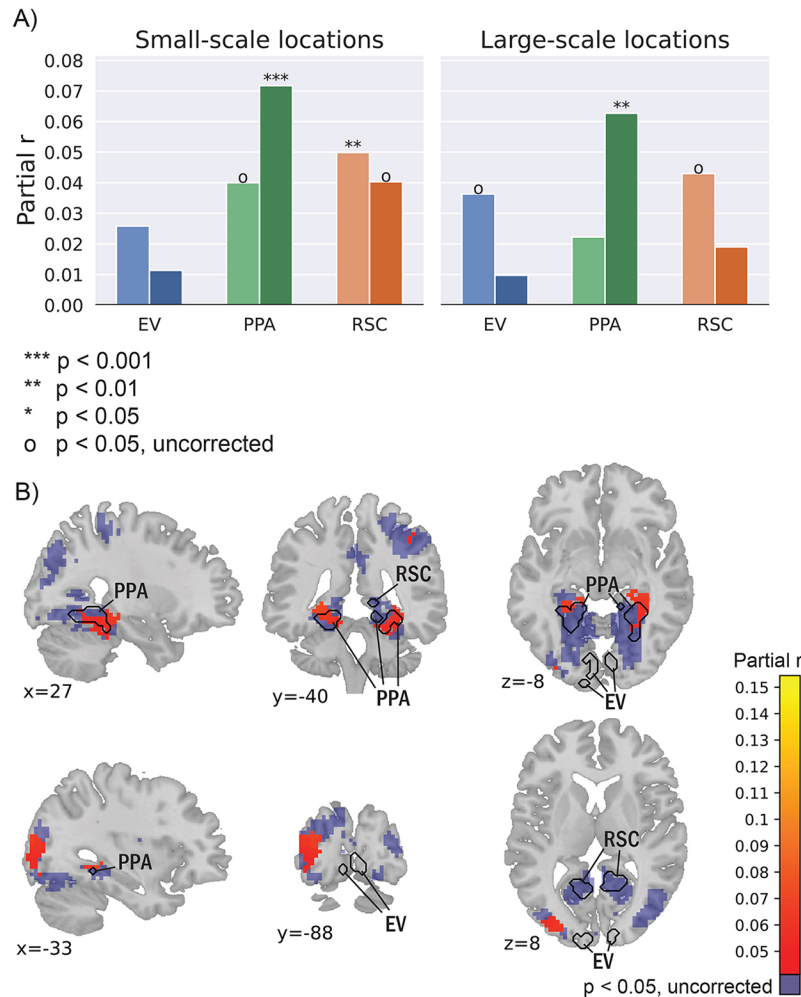 A)
Small-scale locations
Large-scale locations
Partial r
0.08
0.07
0.06
0.05
0.04
0.03
0.02
0.01
0.00
o
***
**
o
o
**
o
EV PPA RSC
EV PPA RSC
*** p < 0.001
** p < 0.01
* p < 0.05
o p < 0.05, uncorrected
B)
PPA
x=27
RSC
PPA
y=-40
PPA
EV
z=-8
PPA
x=-33
EV
y=-88
RSC
EV
z=8
Partial r
0.15
0.14
0.13
0.12
0.11
0.1
0.09
0.08
0.07
0.06
0.05
p < 0.05, uncorrected